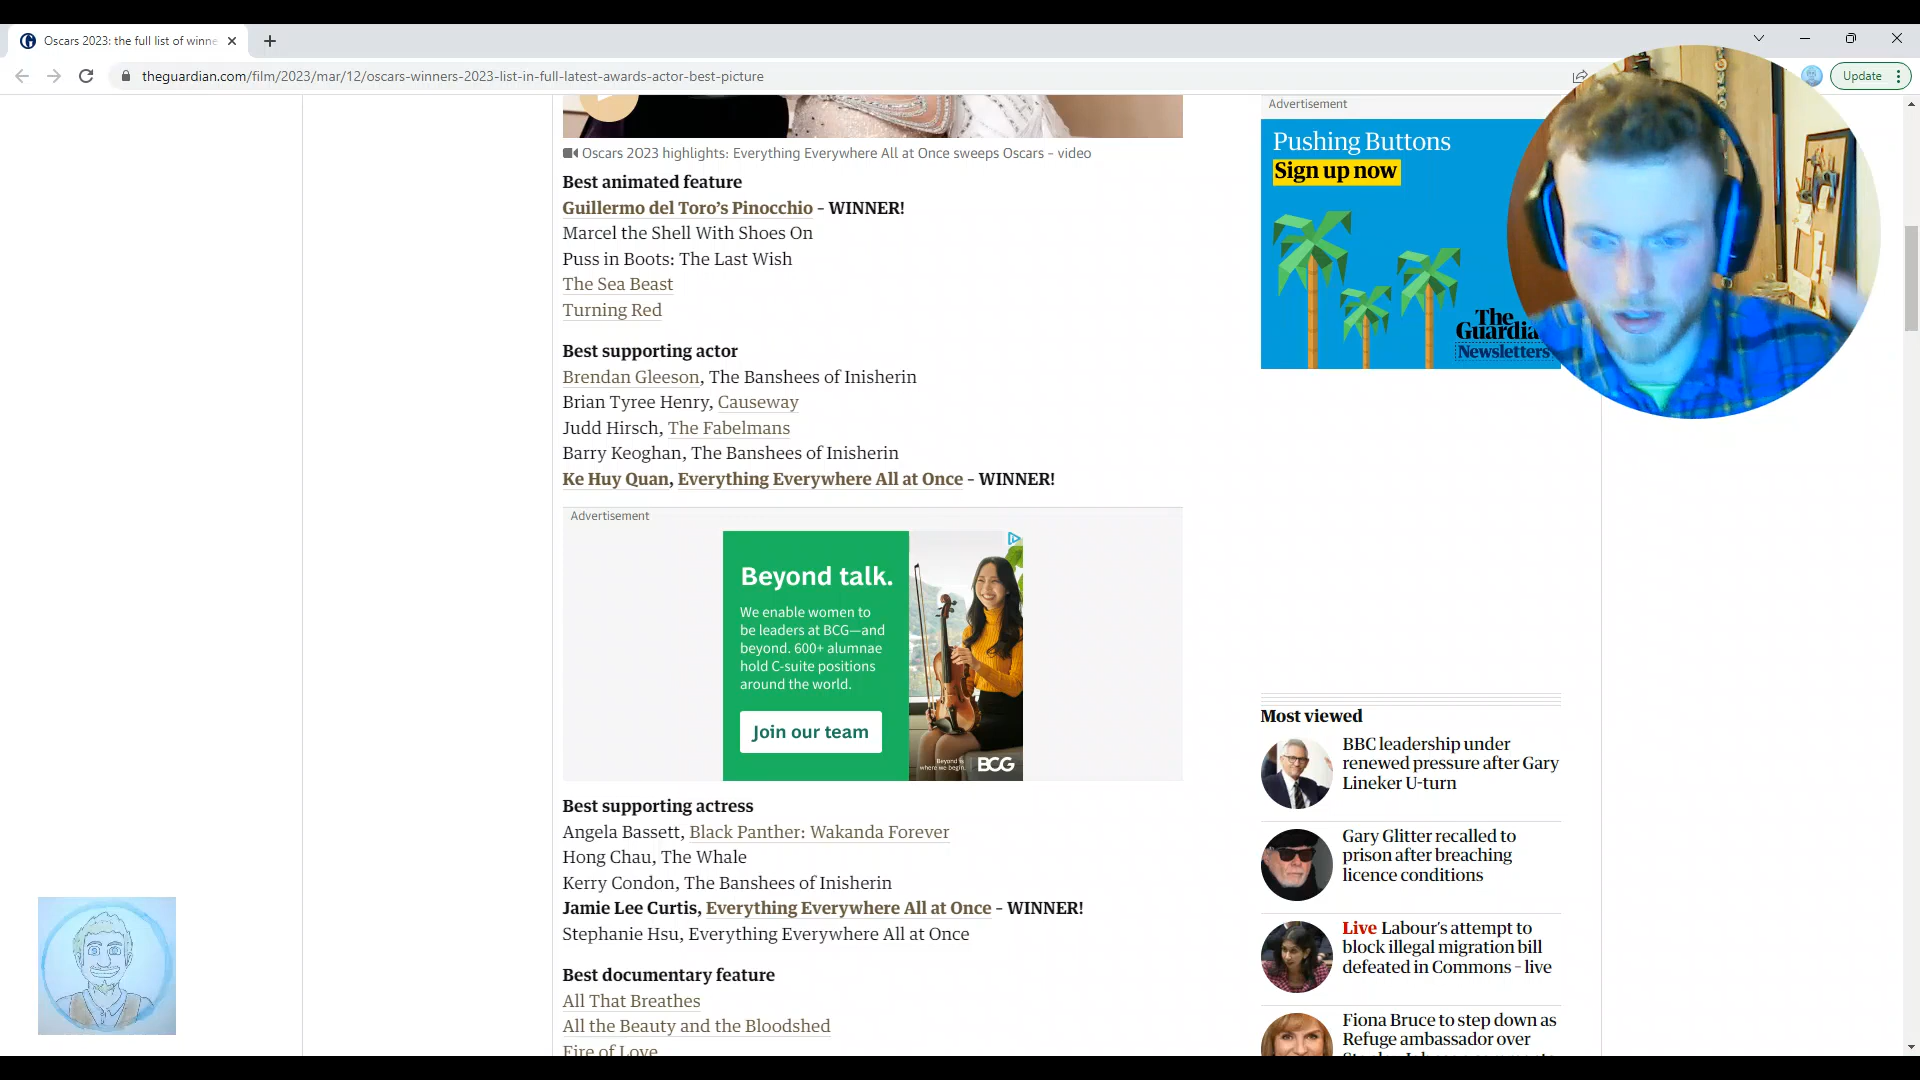 Oscars 2023: the full list of winne
theguardian.com/film/2023/mar/12/oscars-winners-2023-list-in-full-latest-awards-actor-best-picture
Update
Oscars 2023 highlights: Everything Everywhere All at Once sweeps Oscars – video
Best animated feature
Guillermo del Toro’s Pinocchio – WINNER!
Marcel the Shell With Shoes On
Puss in Boots: The Last Wish
The Sea Beast
Turning Red
Best supporting actor
Brendan Gleeson, The Banshees of Inisherin
Brian Tyree Henry, Causeway
Judd Hirsch, The Fabelmans
Barry Keoghan, The Banshees of Inisherin
Ke Huy Quan, Everything Everywhere All at Once – WINNER!
Advertisement
Beyond talk.
We enable women to
be leaders at BCG—and
beyond. 600+ alumnae
hold C-suite positions
around the world.
Join our team
Beyond is
where we begin.
BCG
Best supporting actress
Angela Bassett, Black Panther: Wakanda Forever
Hong Chau, The Whale
Kerry Condon, The Banshees of Inisherin
Jamie Lee Curtis, Everything Everywhere All at Once – WINNER!
Stephanie Hsu, Everything Everywhere All at Once
Best documentary feature
All That Breathes
All the Beauty and the Bloodshed
Fire of Love
Advertisement
Pushing Buttons
Sign up now
The
Guardia
Newsletters
Most viewed
BBC leadership under
renewed pressure after Gary
Lineker U-turn
Gary Glitter recalled to
prison after breaching
licence conditions
Live Labour’s attempt to
block illegal migration bill
defeated in Commons – live
Fiona Bruce to step down as
Refuge ambassador over